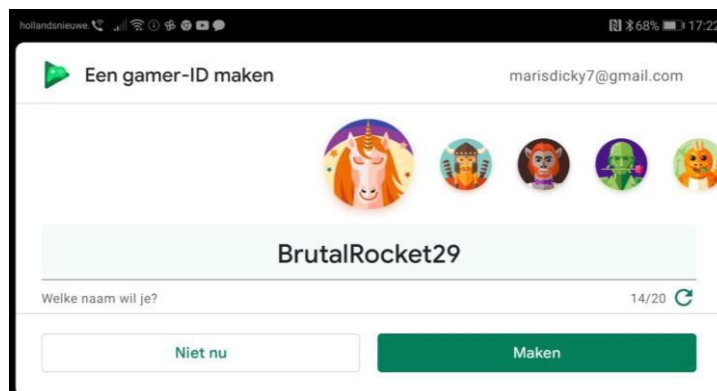 hollandsnieuwe. 68% 17:22
Een gamer-ID maken marisdicky7@gmail.com
BrutalRocket29
Welke naam wil je? 14/20
Niet nu Maken